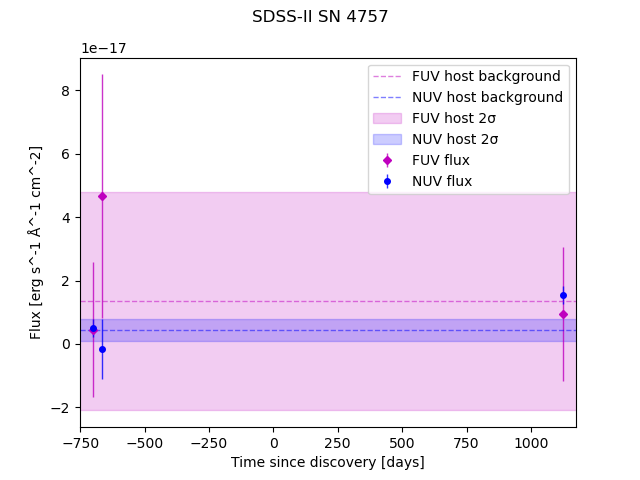 SDSS-II SN 4757
1e−17
FUV host background
NUV host background
FUV host 2σ
NUV host 2σ
FUV flux
NUV flux
8
6
4
2
0
−2
Flux [erg s^-1 Å^-1 cm^-2]
−750 −500 −250 0 250 500 750 1000
Time since discovery [days]